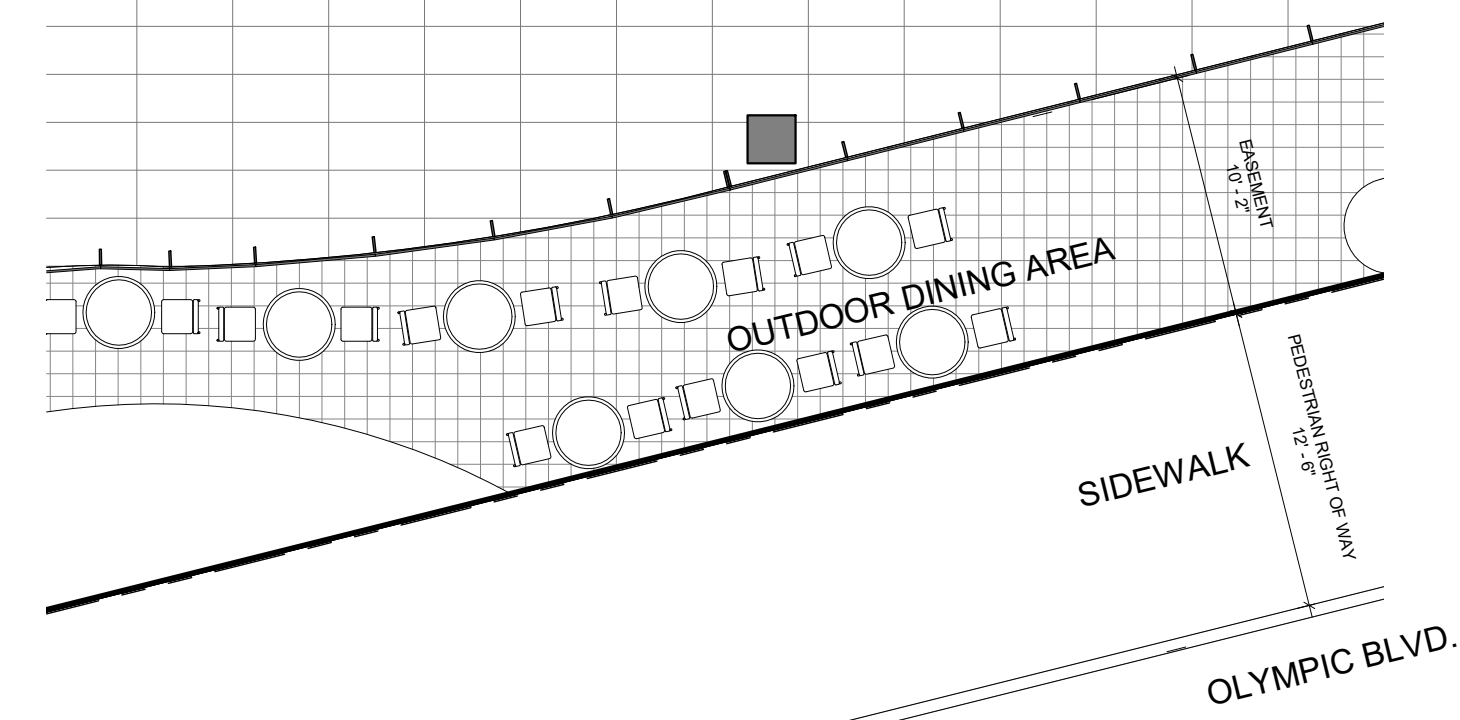 EASEMENT
10' - 2"
OUTDOOR DINING AREA
PEDESTRIAN RIGHT OF WAY
12' - 6"
SIDEWALK
OLYMPIC BLVD.